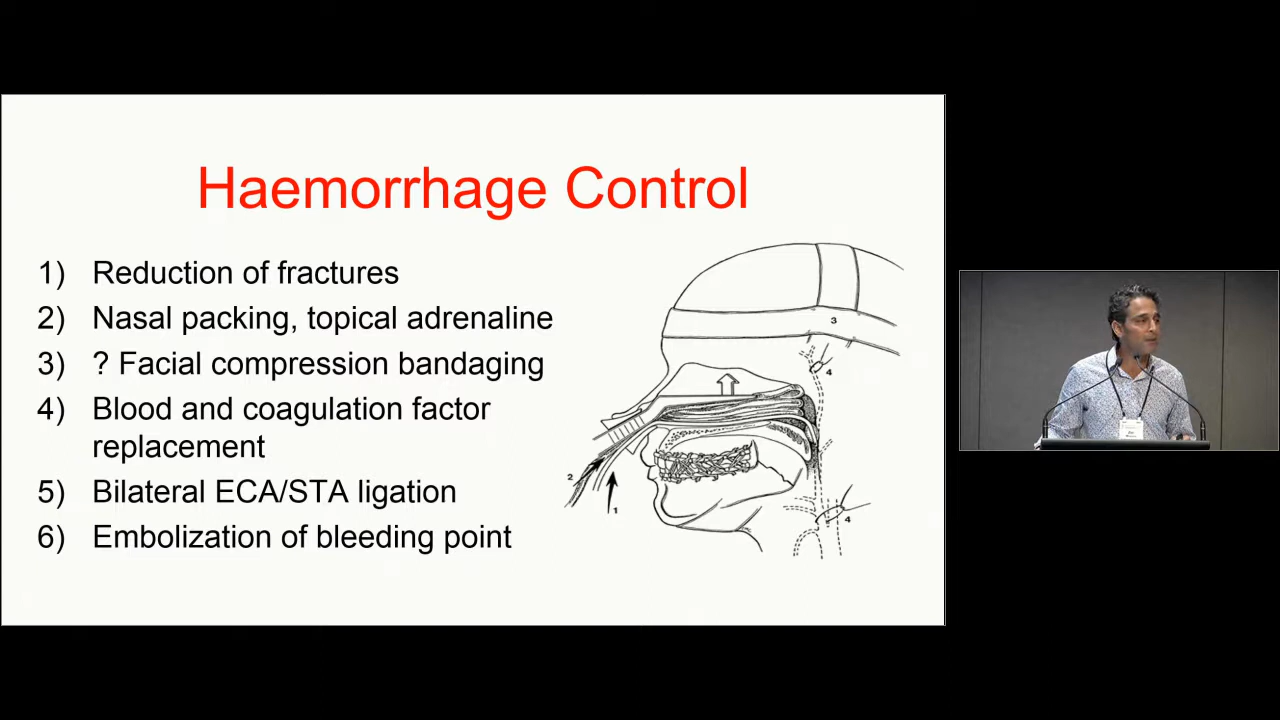 Haemorrhage Control
1) Reduction of fractures
2) Nasal packing, topical adrenaline
3) ? Facial compression bandaging
4) Blood and coagulation factor
replacement
5) Bilateral ECA/STA ligation
6) Embolization of bleeding point
3
4
2
1
4